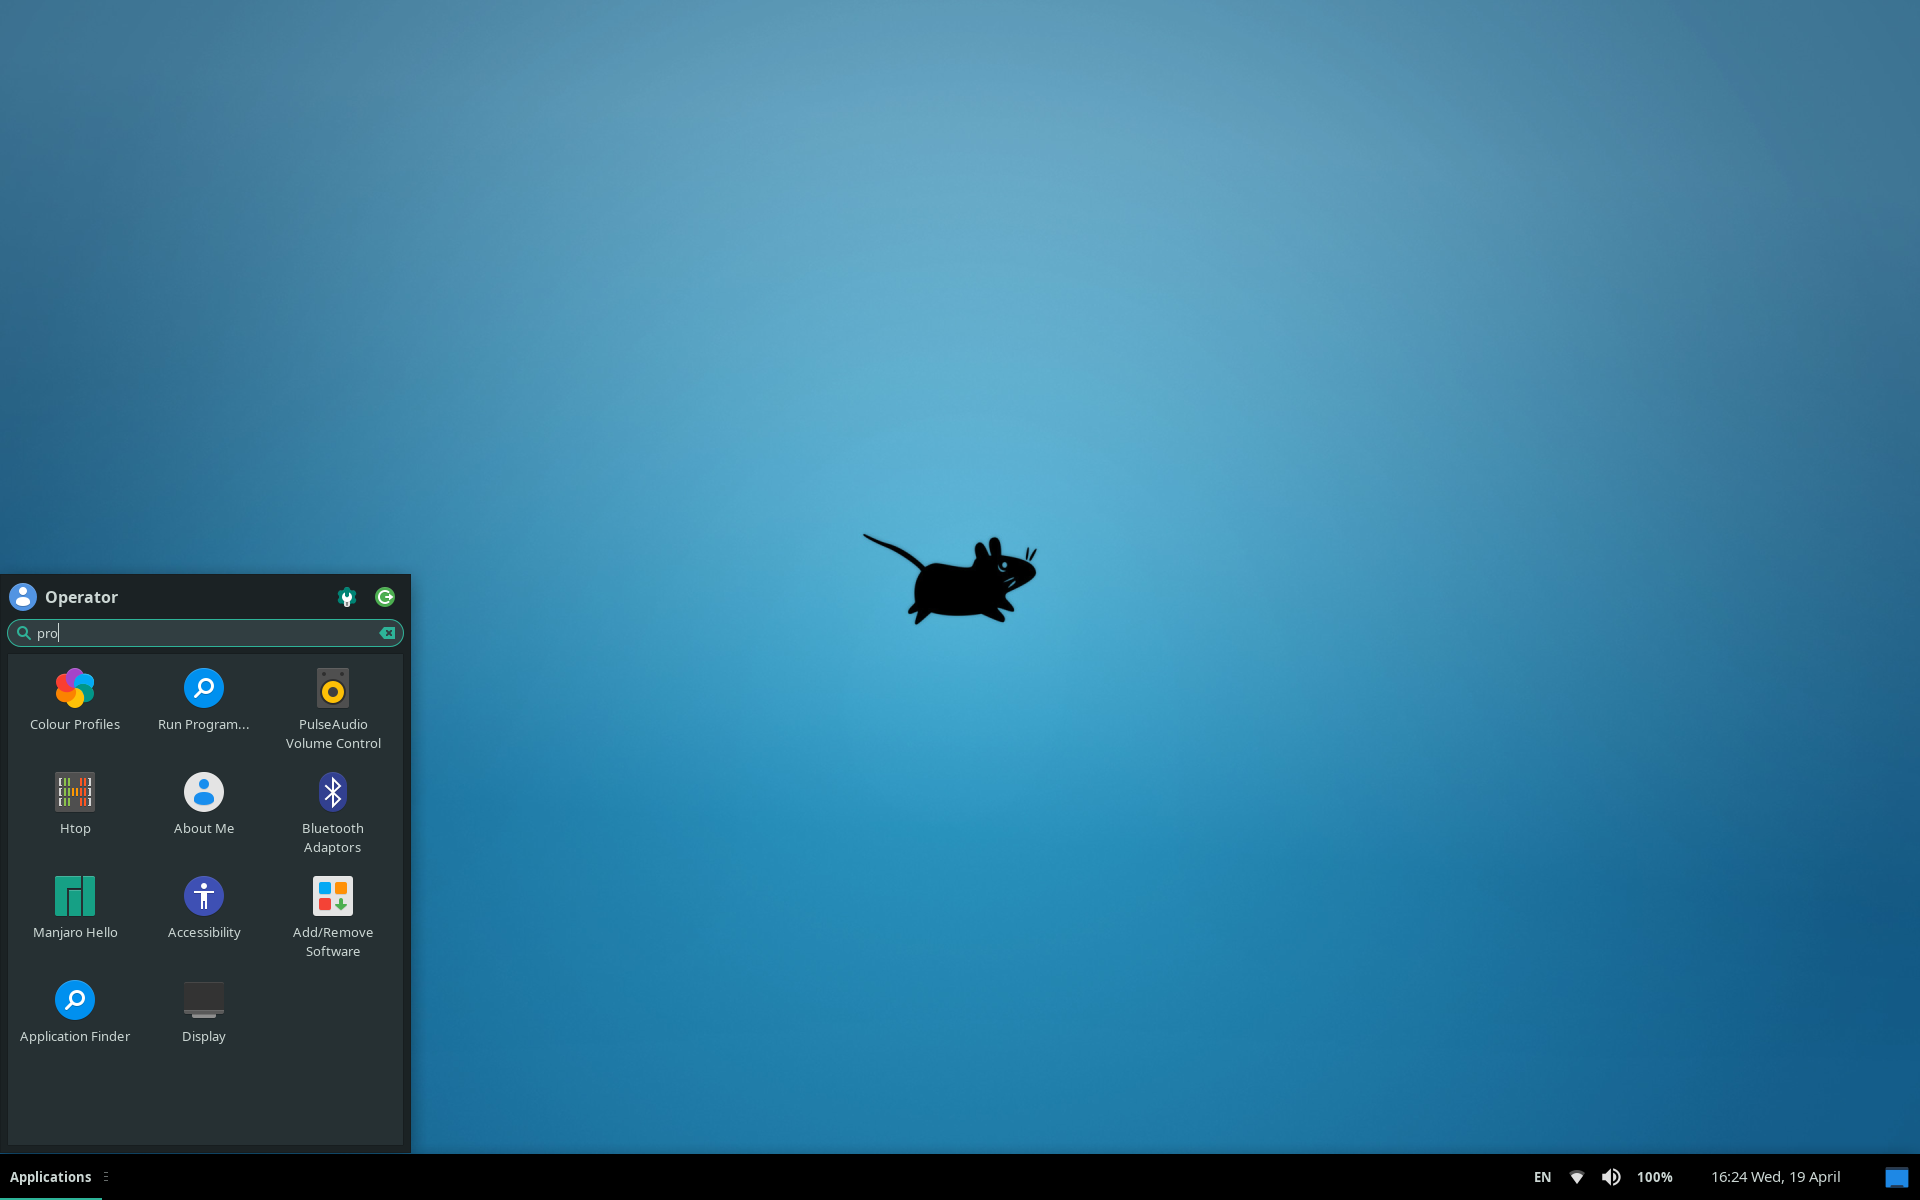 Operator
pro
Colour Profiles
Run Program...
PulseAudio
Volume Control
Htop
About Me
Bluetooth
Adaptors
Manjaro Hello
Accessibility
Add/Remove
Software
Application Finder
Display
Applications
EN
100%
16:24 Wed, 19 April